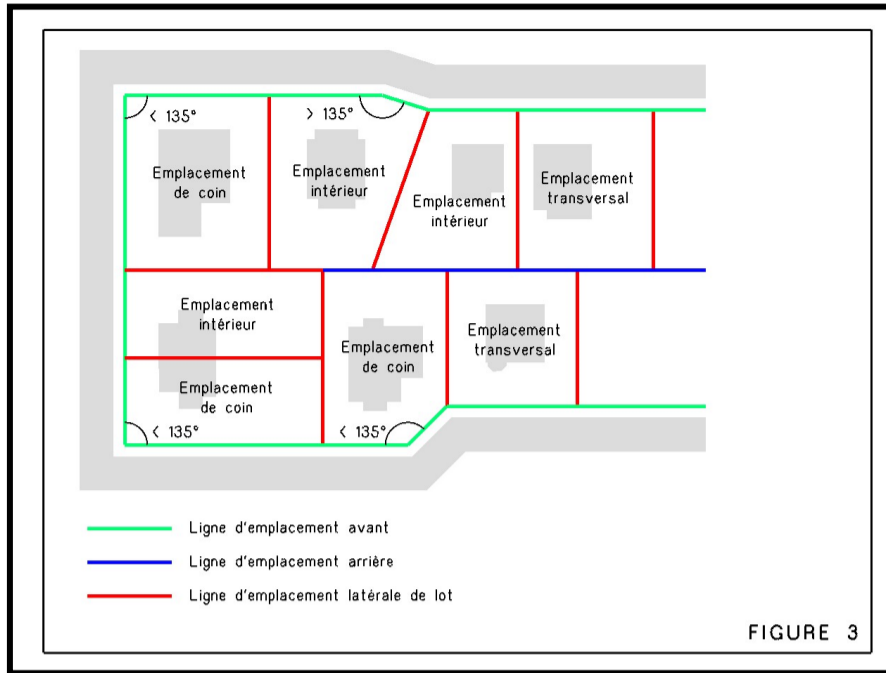 < 135°
> 135°
Emplacement
de coin
Emplacement
intérieur
Emplacement
intérieur
Emplacement
transversal
Emplacement
intérieur
Emplacement
de coin
Emplacement
transversal
Emplacement
de coin
< 135°
< 135°
Ligne d'emplacement avant
Ligne d'emplacement arrière
Ligne d'emplacement latérale de lot
FIGURE 3